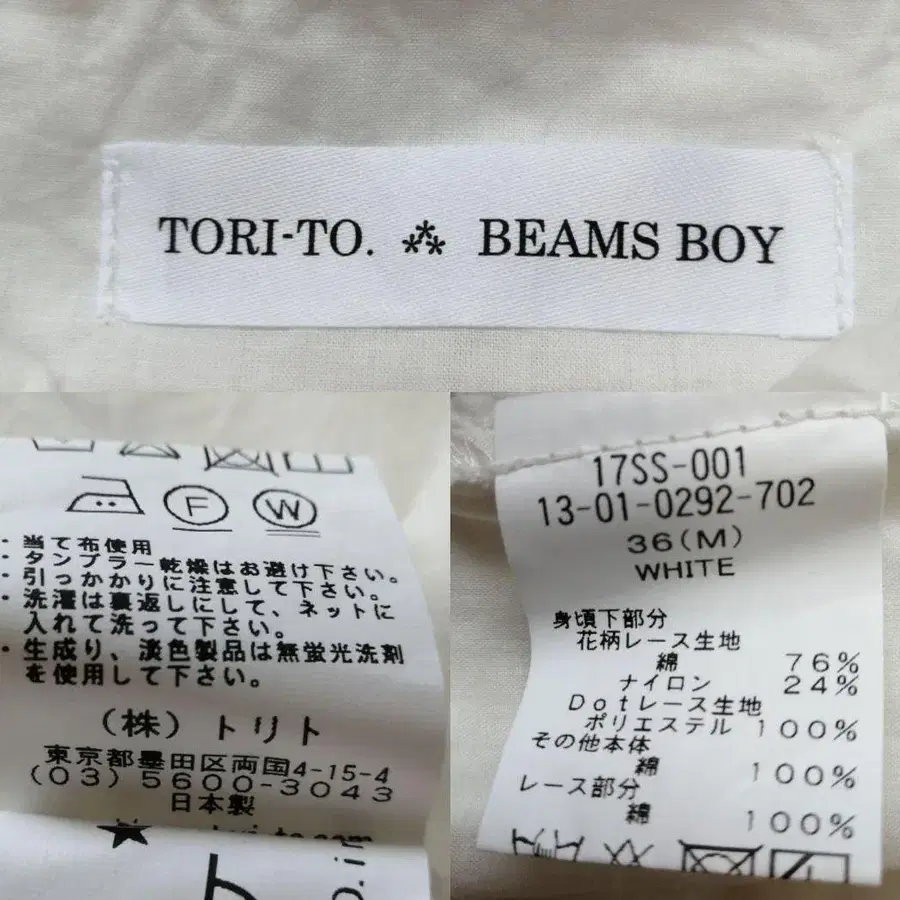 TORI-TO. ⁂ BEAMS BOY
F W
・当て布使用
・タンブラー乾燥はお避け下さい。
・引っかかりに注意して下さい。
・洗濯は裏返しにして、ネットに
入れて洗って下さい。
・生成り、淡色製品は無蛍光洗剤
を使用して下さい。
(株)トリト
東京都墨田区両国4-15-4
(03)5600-3043
日本製
17SS-001
13-01-0292-702
36(M)
WHITE
身頃下部分
花柄レース生地
綿 76%
ナイロン 24%
Dotレース生地
ポリエステル 100%
その他本体
綿 100%
レース部分
綿 100%